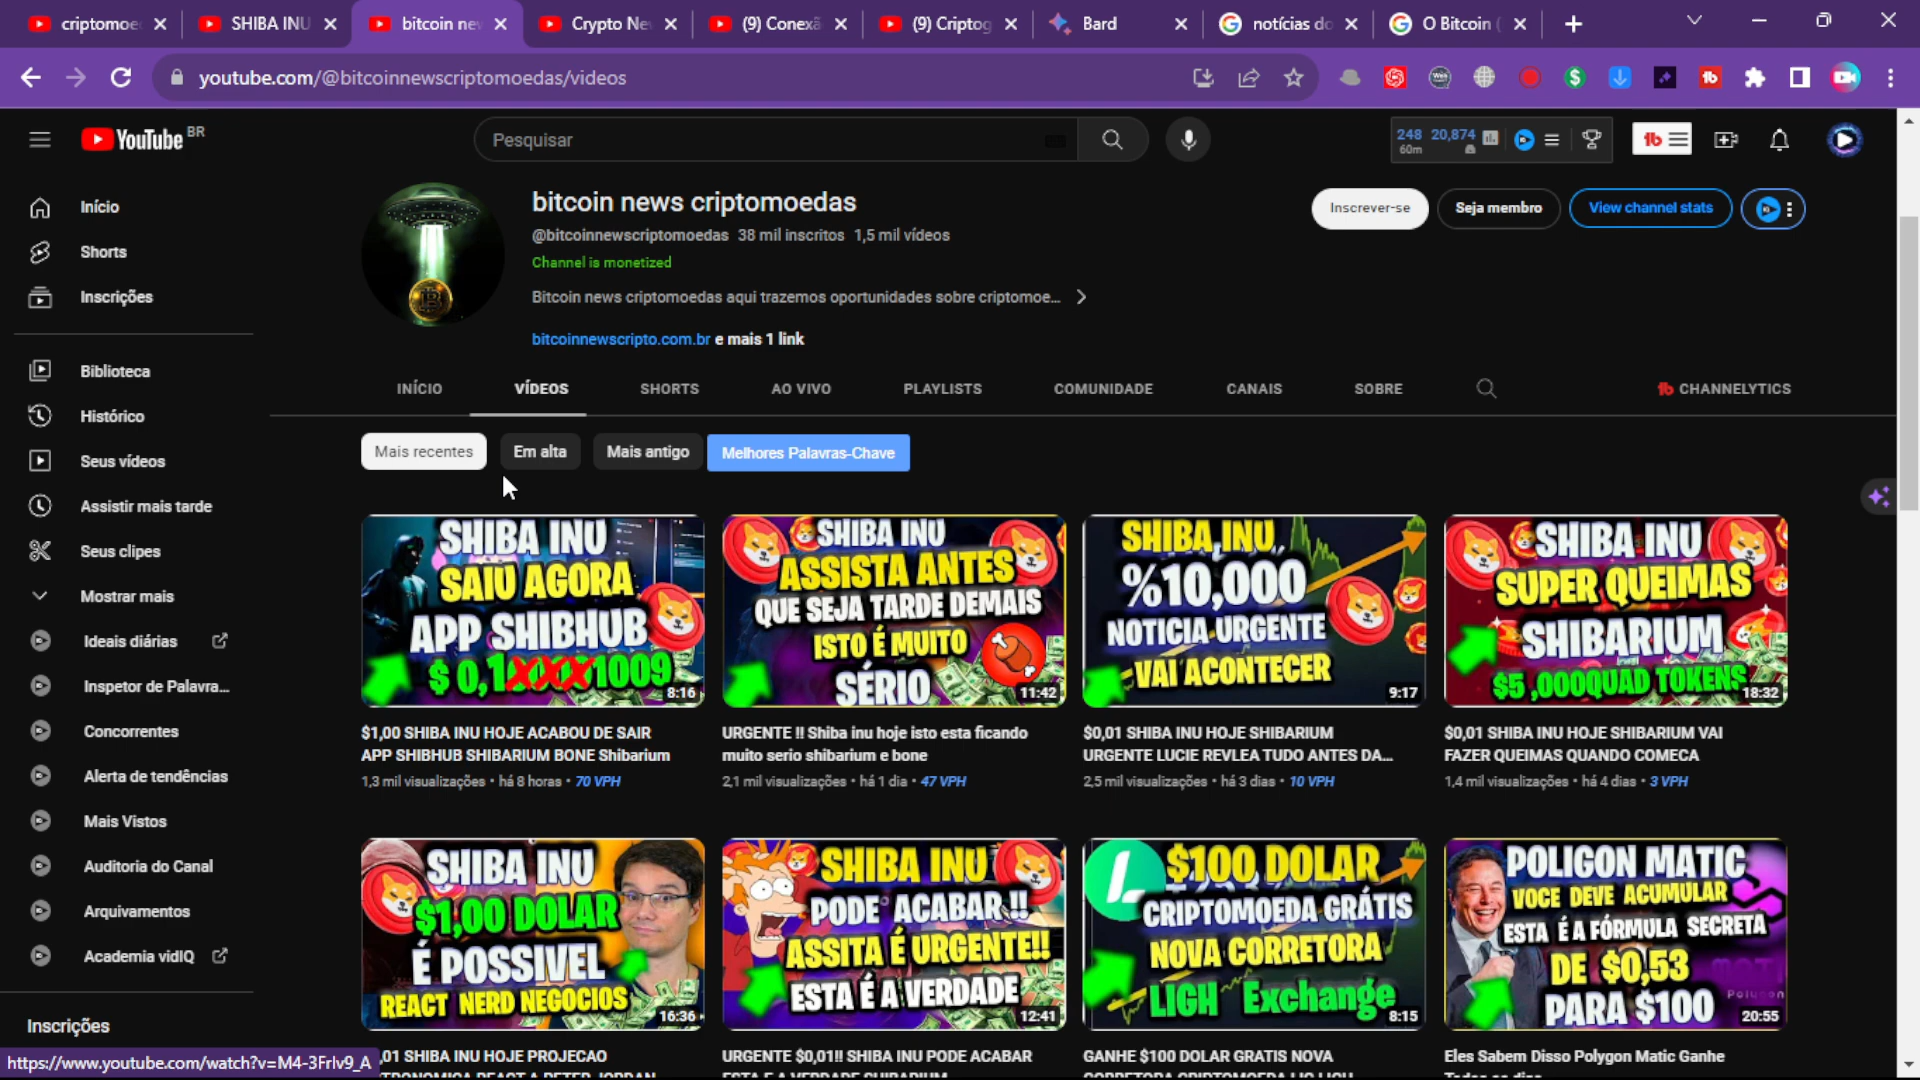 criptomoe
SHIBA INU
bitcoin ne
Crypto Ne
(9) Conexã
(9) Criptog
Bard
notícias do
O Bitcoin (
youtube.com/@bitcoinnewscriptomoedas/videos
YouTube BR
Pesquisar
248 20,874
60m
Início
Shorts
Inscrições
Biblioteca
Histórico
Seus vídeos
Assistir mais tarde
Seus clipes
Mostrar mais
Ideais diárias
Inspetor de Palavra...
Concorrentes
Alerta de tendências
Mais Vistos
Auditoria do Canal
Arquivamentos
Academia vidIQ
Inscrições
https://www.youtube.com/watch?v=M4-3Frlv9_A
bitcoin news criptomoedas
@bitcoinnewscriptomoedas 38 mil inscritos 1,5 mil vídeos
Channel is monetized
Bitcoin news criptomoedas aqui trazemos oportunidades sobre criptomoe...
bitcoinnewscripto.com.br e mais 1 link
Inscrever-se
Seja membro
View channel stats
INÍCIO
VÍDEOS
SHORTS
AO VIVO
PLAYLISTS
COMUNIDADE
CANAIS
SOBRE
CHANNELYTICS
Mais recentes
Em alta
Mais antigo
Melhores Palavras-Chave
SHIBA INU
SAIU AGORA
APP SHIBHUB
8:16
$1,00 SHIBA INU HOJE ACABOU DE SAIR
APP SHIBHUB SHIBARIUM BONE Shibarium
1,3 mil visualizações • há 8 horas • 70 VPH
SHIBA INU
ASSISTA ANTES
QUE SEJA TARDE DEMAIS
ISTO É MUITO
SÉRIO
11:42
URGENTE !! Shiba inu hoje isto esta ficando
muito serio shibarium e bone
2,1 mil visualizações • há 1 dia • 47 VPH
SHIBA INU
%10,000
NOTICIA URGENTE
VAI ACONTECER
9:17
$0,01 SHIBA INU HOJE SHIBARIUM
URGENTE LUCIE REVLEA TUDO ANTES DA...
2,5 mil visualizações • há 3 dias • 10 VPH
SHIBA INU
SUPER QUEIMAS
SHIBARIUM
$5,000QUAD TOKENS
18:32
$0,01 SHIBA INU HOJE SHIBARIUM VAI
FAZER QUEIMAS QUANDO COMECA
1,4 mil visualizações • há 4 dias • 3 VPH
SHIBA INU
$1,00 DOLAR
É POSSIVEL
REACT NERD NEGOCIOS
16:36
,01 SHIBA INU HOJE PROJECAO
SHIBA INU
PODE ACABAR !!
ASSITA É URGENTE!!
ESTA É A VERDADE
12:41
URGENTE $0,01!! SHIBA INU PODE ACABAR
ESTA E A VERDADE SHIBARIUM
$100 DOLAR
CRIPTOMOEDA GRÁTIS
NOVA CORRETORA
LIGH Exchange
8:15
GANHE $100 DOLAR GRATIS NOVA
POLIGON MATIC
VOCE DEVE ACUMULAR
ESTA É A FÓRMULA SECRETA
DE $0,53
PARA $100
20:55
Eles Sabem Disso Polygon Matic Ganhe